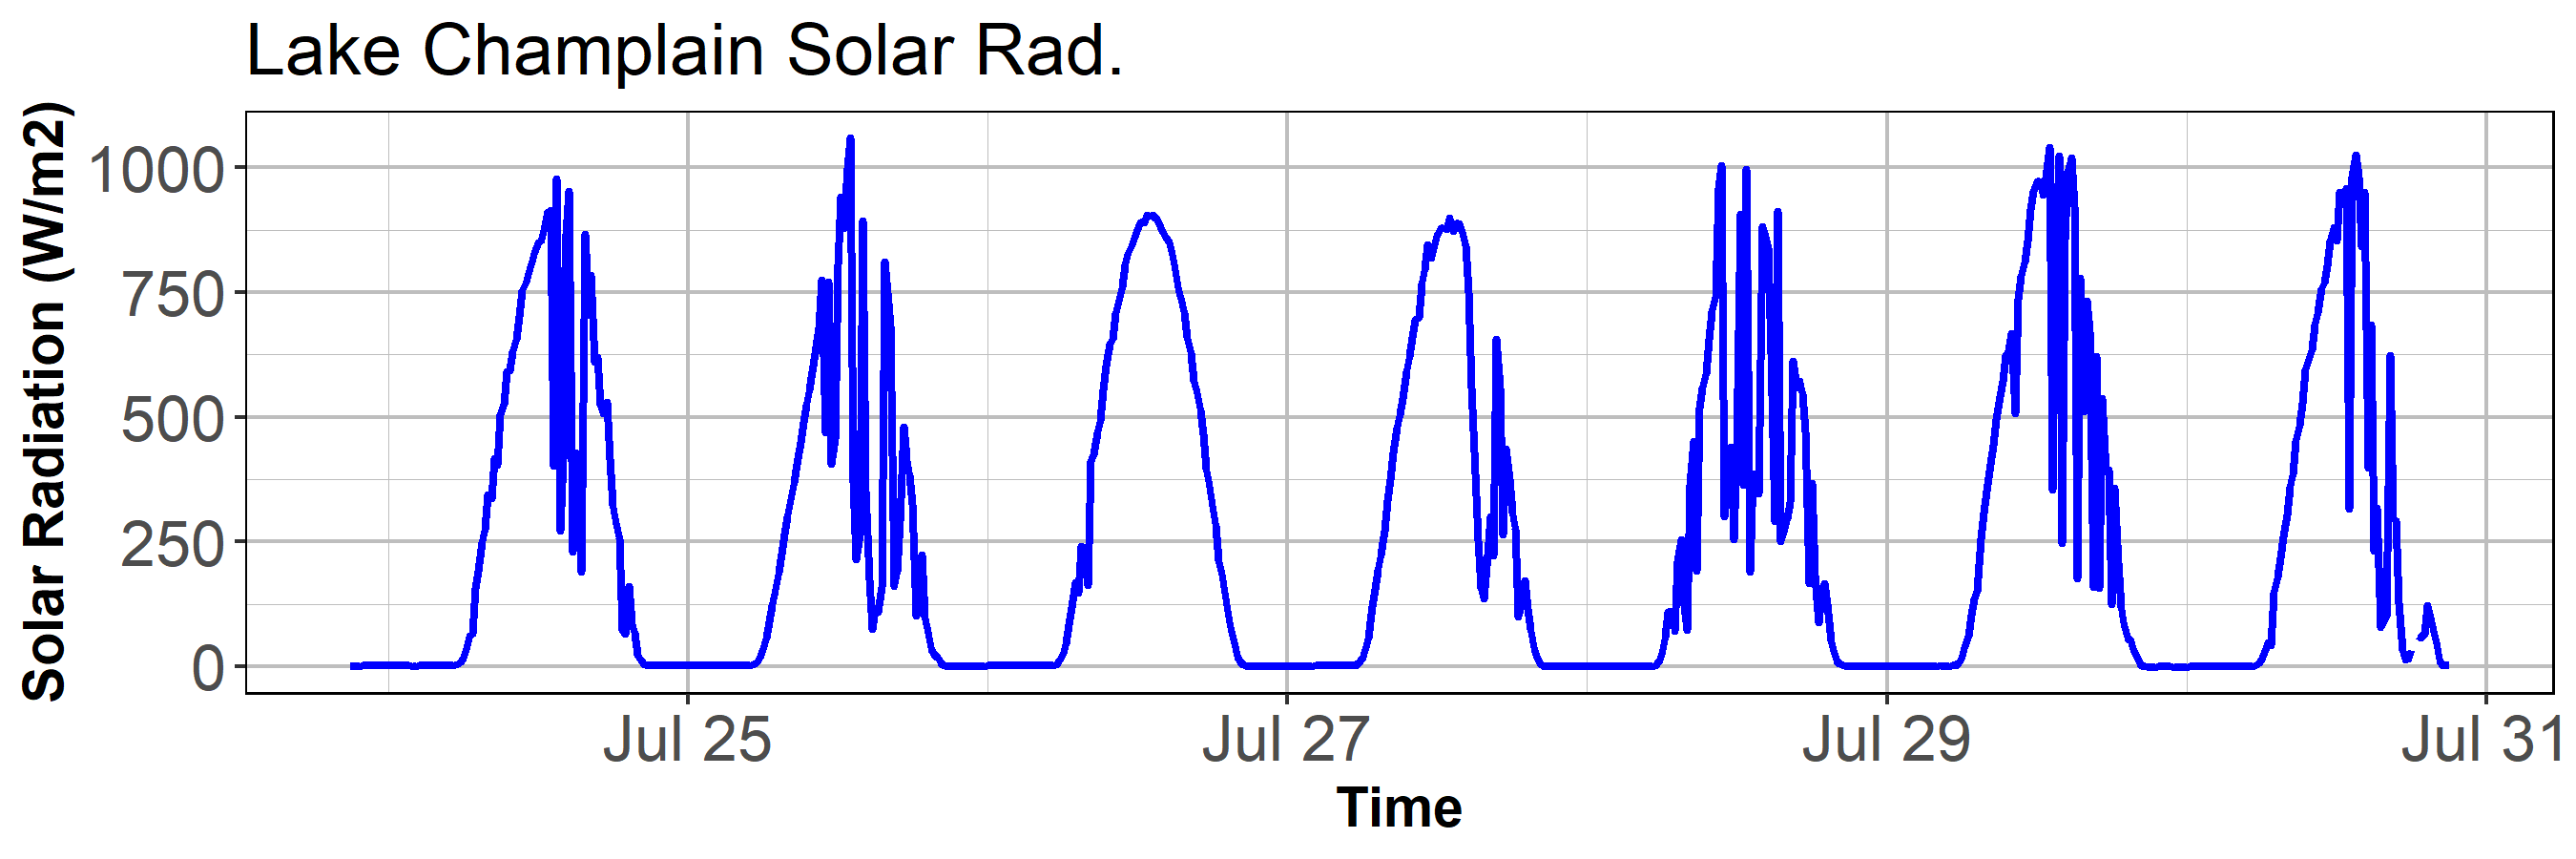 Lake Champlain Solar Rad.
Solar Radiation (W/m2)
1000
750
500
250
0
Jul 25 Jul 27 Jul 29 Jul 31
Time